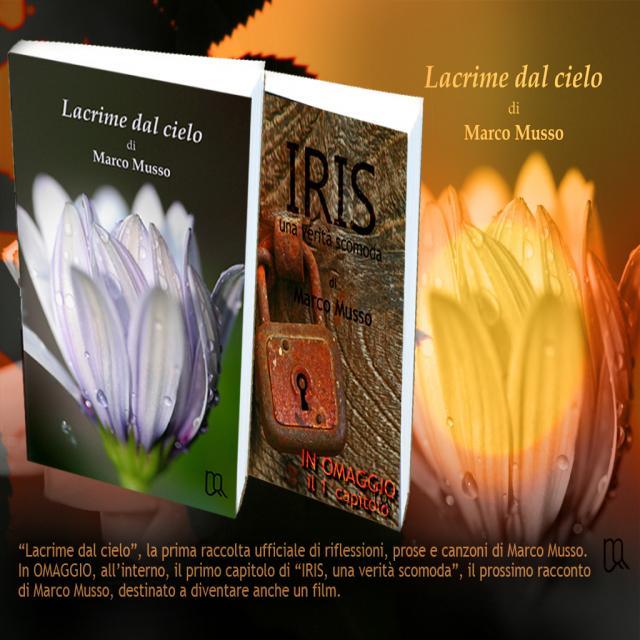 Lacrime dal cielo
di
Marco Musso
IRIS
una verità scomoda
di
Marco Musso
IN OMAGGIO
il 1° capitolo
Lacrime dal cielo
di
Marco Musso
“Lacrime dal cielo”, la prima raccolta ufficiale di riflessioni, prose e canzoni di Marco Musso.
In OMAGGIO, all’interno, il primo capitolo di “IRIS, una verità scomoda”, il prossimo racconto
di Marco Musso, destinato a diventare anche un film.